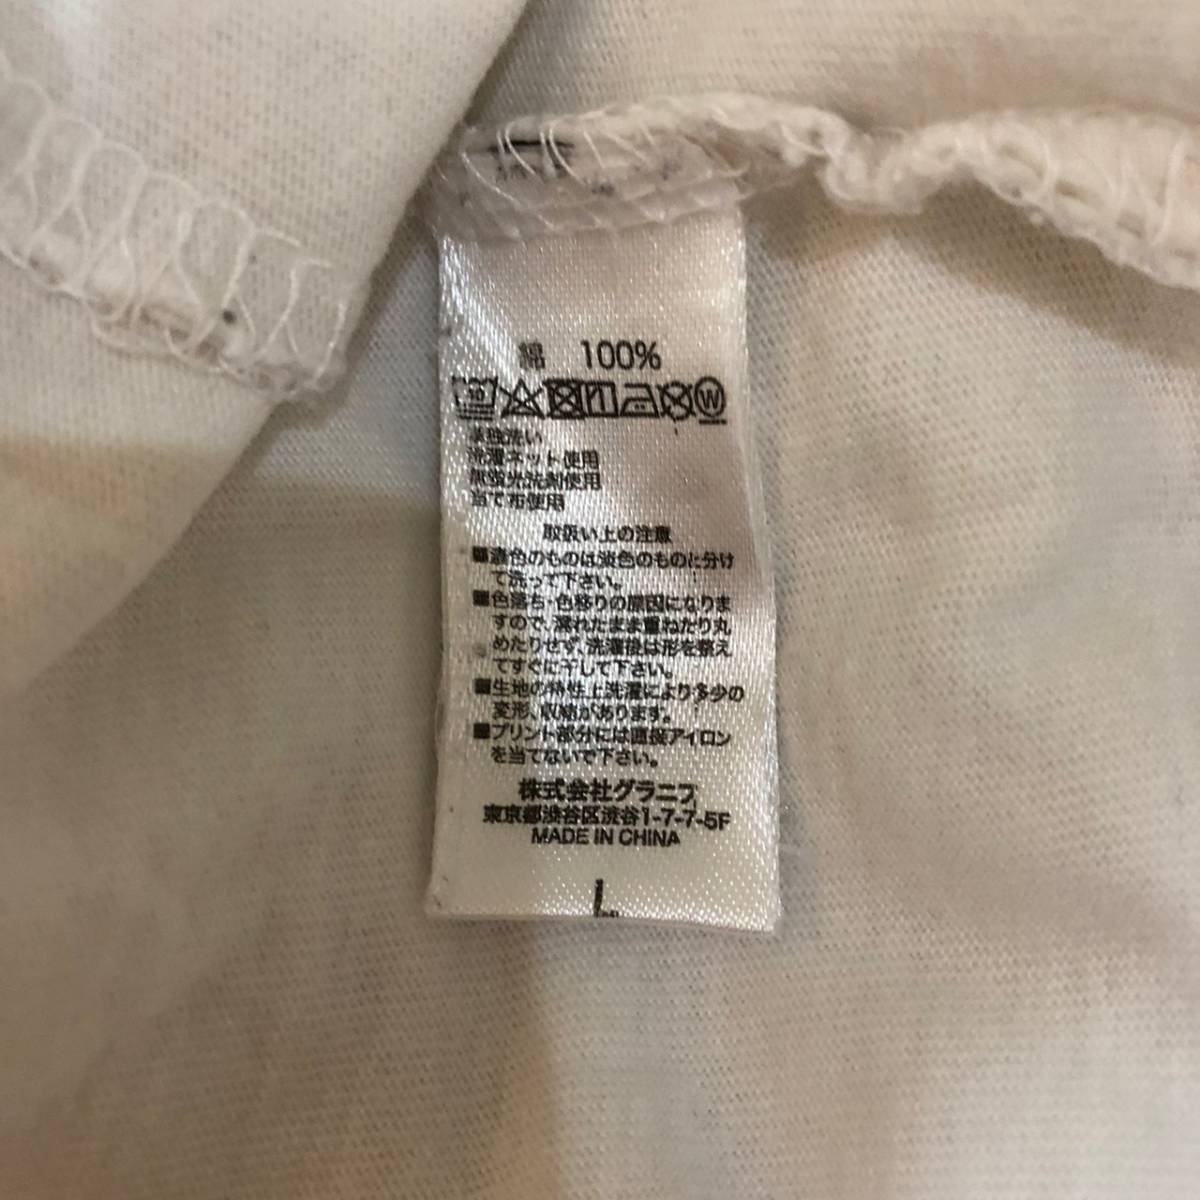 綿 100%
単独洗い
洗濯ネット使用
無蛍光洗剤使用
当て布使用
取扱い上の注意
■濃色のものは淡色のものと分け
て洗って下さい。
■色落ち・色移りの原因になりま
すので、濡れたまま重ねたり丸
めたりせず、洗濯後は形を整え
てすぐに干して下さい。
■生地の特性上洗濯により多少の
変形、収縮があります。
■プリント部分には直接アイロン
を当てないで下さい。
株式会社グラニフ
東京都渋谷区渋谷1-7-7-5F
MADE IN CHINA